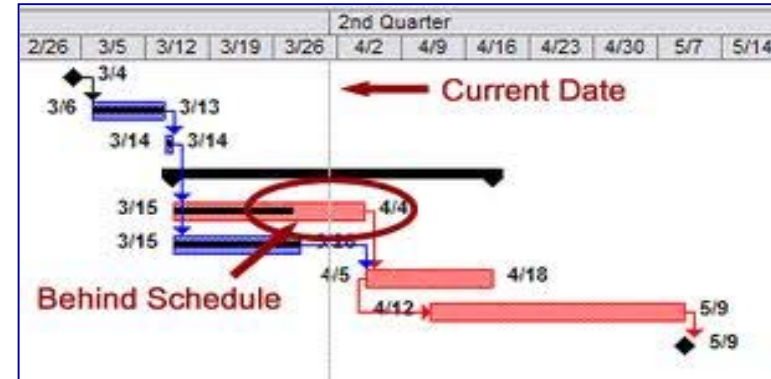 2nd Quarter
2/26 3/5 3/12 3/19 3/26 4/2 4/9 4/16 4/23 4/30 5/7 5/14
3/4
Current Date
3/6 3/13
3/14 3/14
3/15 4/4
3/15
4/5 4/18
Behind Schedule
4/12 5/9
5/9